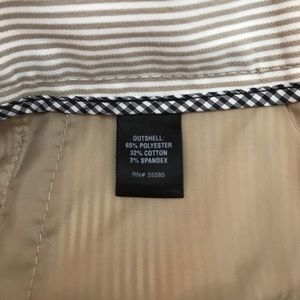 OUTSHELL:
65% POLYESTER
32% COTTON
3% SPANDEX
RN# 55285